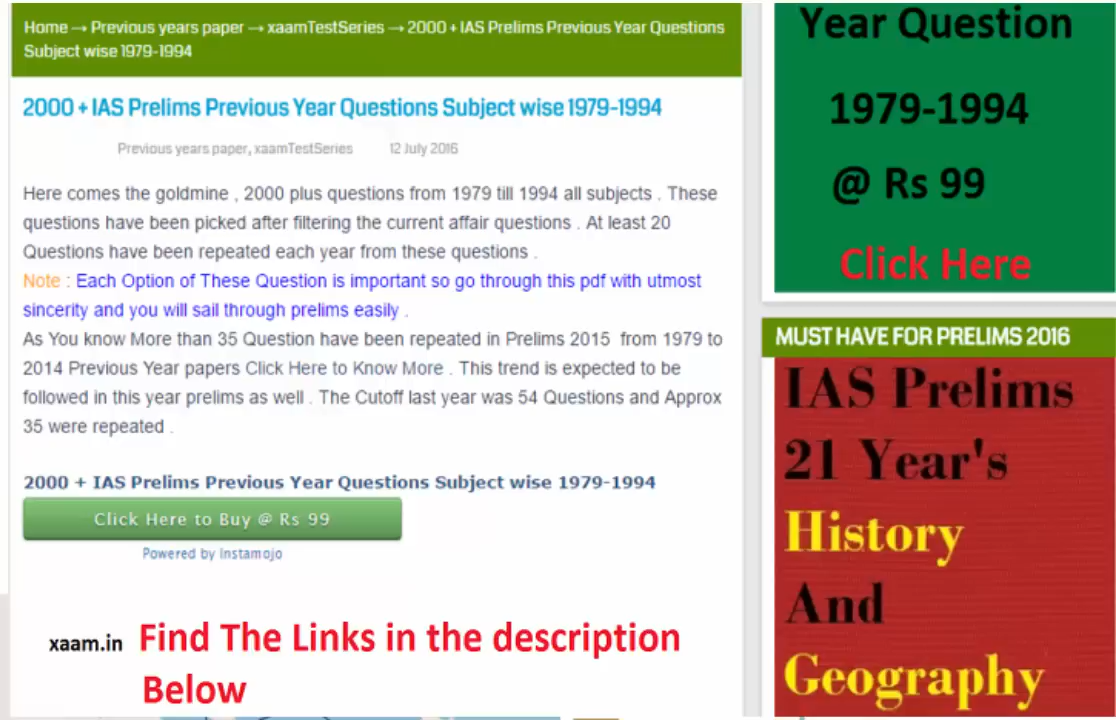 Home → Previous years paper → xaamTestSeries → 2000 + IAS Prelims Previous Year Questions
Subject wise 1979-1994
2000 + IAS Prelims Previous Year Questions Subject wise 1979-1994
Previous years paper, xaamTestSeries 12 July 2016
Here comes the goldmine , 2000 plus questions from 1979 till 1994 all subjects . These
questions have been picked after filtering the current affair questions . At least 20
Questions have been repeated each year from these questions .
Note : Each Option of These Question is important so go through this pdf with utmost
sincerity and you will sail through prelims easily .
As You know More than 35 Question have been repeated in Prelims 2015 from 1979 to
2014 Previous Year papers Click Here to Know More . This trend is expected to be
followed in this year prelims as well . The Cutoff last year was 54 Questions and Approx
35 were repeated .
2000 + IAS Prelims Previous Year Questions Subject wise 1979-1994
Click Here to Buy @ Rs 99
Powered by Instamojo
xaam.in Find The Links in the description
Below
Year Question
1979-1994
@ Rs 99
Click Here
MUST HAVE FOR PRELIMS 2016
IAS Prelims
21 Year's
History
And
Geography